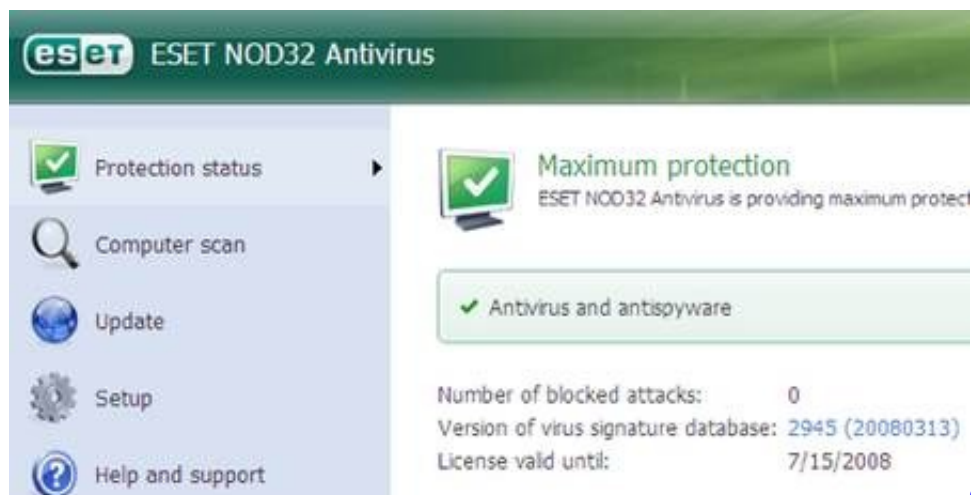 eset ESET NOD32 Antivirus
Protection status
Computer scan
Update
Setup
Help and support
Maximum protection
ESET NOD32 Antivirus is providing maximum protect
Antivirus and antispyware
Number of blocked attacks: 0
Version of virus signature database: 2945 (20080313)
License valid until: 7/15/2008